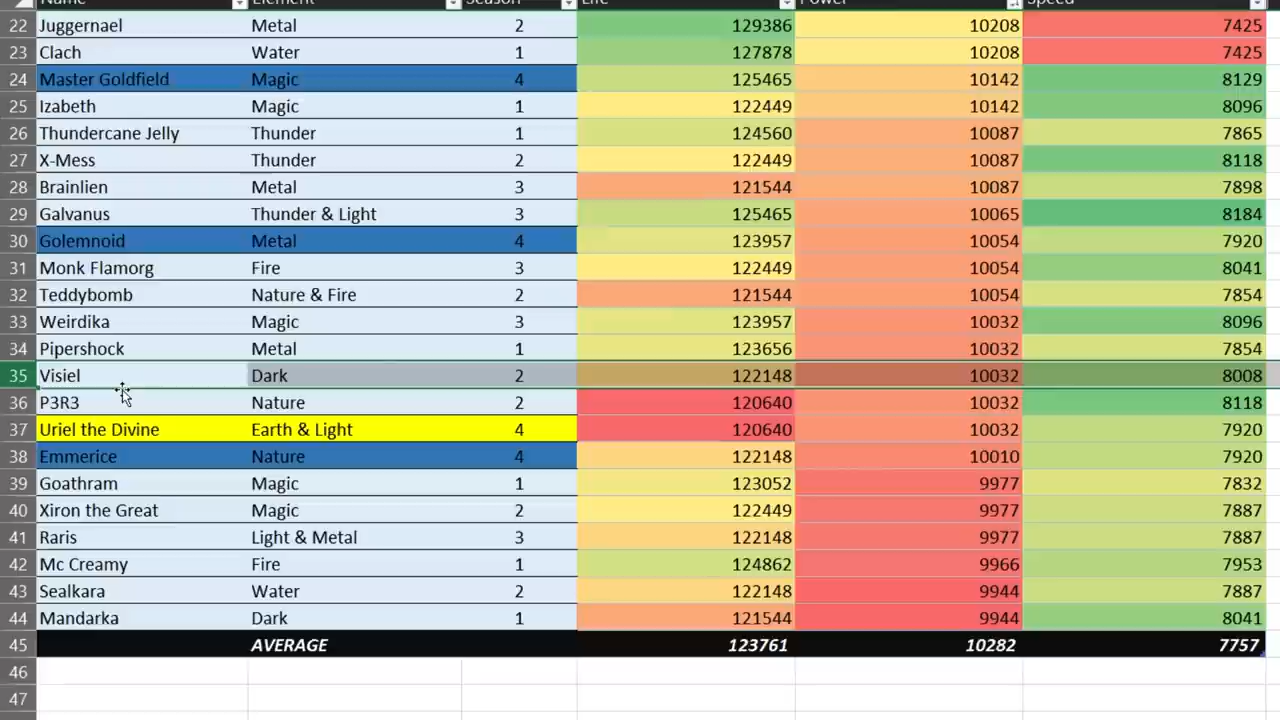 Name Element Season Life Power Speed
22 Juggernael Metal 2 129386 10208 7425
23 Clach Water 1 127878 10208 7425
24 Master Goldfield Magic 4 125465 10142 8129
25 Izabeth Magic 1 122449 10142 8096
26 Thundercane Jelly Thunder 1 124560 10087 7865
27 X-Mess Thunder 2 122449 10087 8118
28 Brainlien Metal 3 121544 10087 7898
29 Galvanus Thunder & Light 3 125465 10065 8184
30 Golemnoid Metal 4 123957 10054 7920
31 Monk Flamorg Fire 3 122449 10054 8041
32 Teddybomb Nature & Fire 2 121544 10054 7854
33 Weirdika Magic 3 123957 10032 8096
34 Pipershock Metal 1 123656 10032 7854
35 Visiel Dark 2 122148 10032 8008
36 P3R3 Nature 2 120640 10032 8118
37 Uriel the Divine Earth & Light 4 120640 10032 7920
38 Emmerice Nature 4 122148 10010 7920
39 Goathram Magic 1 123052 9977 7832
40 Xiron the Great Magic 2 122449 9977 7887
41 Raris Light & Metal 3 122148 9977 7887
42 Mc Creamy Fire 1 124862 9966 7953
43 Sealkara Water 2 122148 9944 7887
44 Mandarka Dark 1 121544 9944 8041
45 AVERAGE 123761 10282 7757
46
47